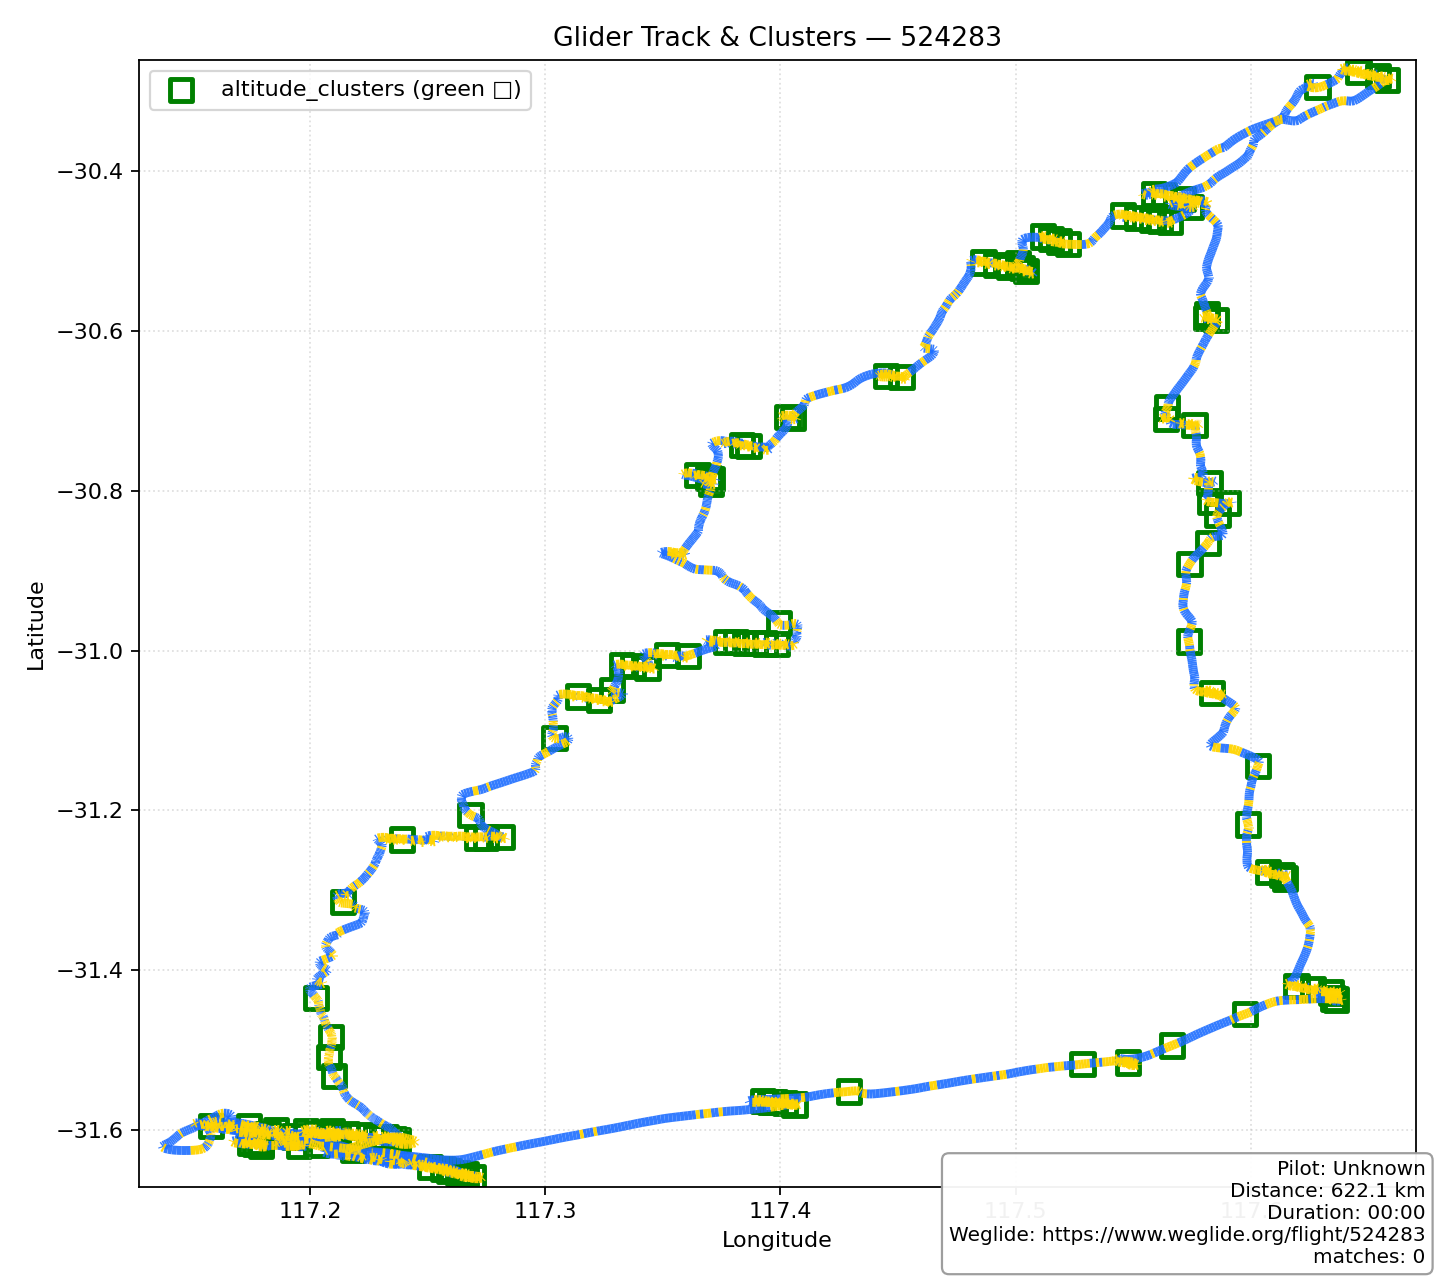 Glider Track & Clusters — 524283
altitude_clusters (green □)
−30.4
−30.6
−30.8
−31.0
−31.2
−31.4
−31.6
Latitude
117.2
117.3
117.4
117.5
Longitude
Pilot: Unknown
Distance: 622.1 km
Duration: 00:00
Weglide: https://www.weglide.org/flight/524283
matches: 0